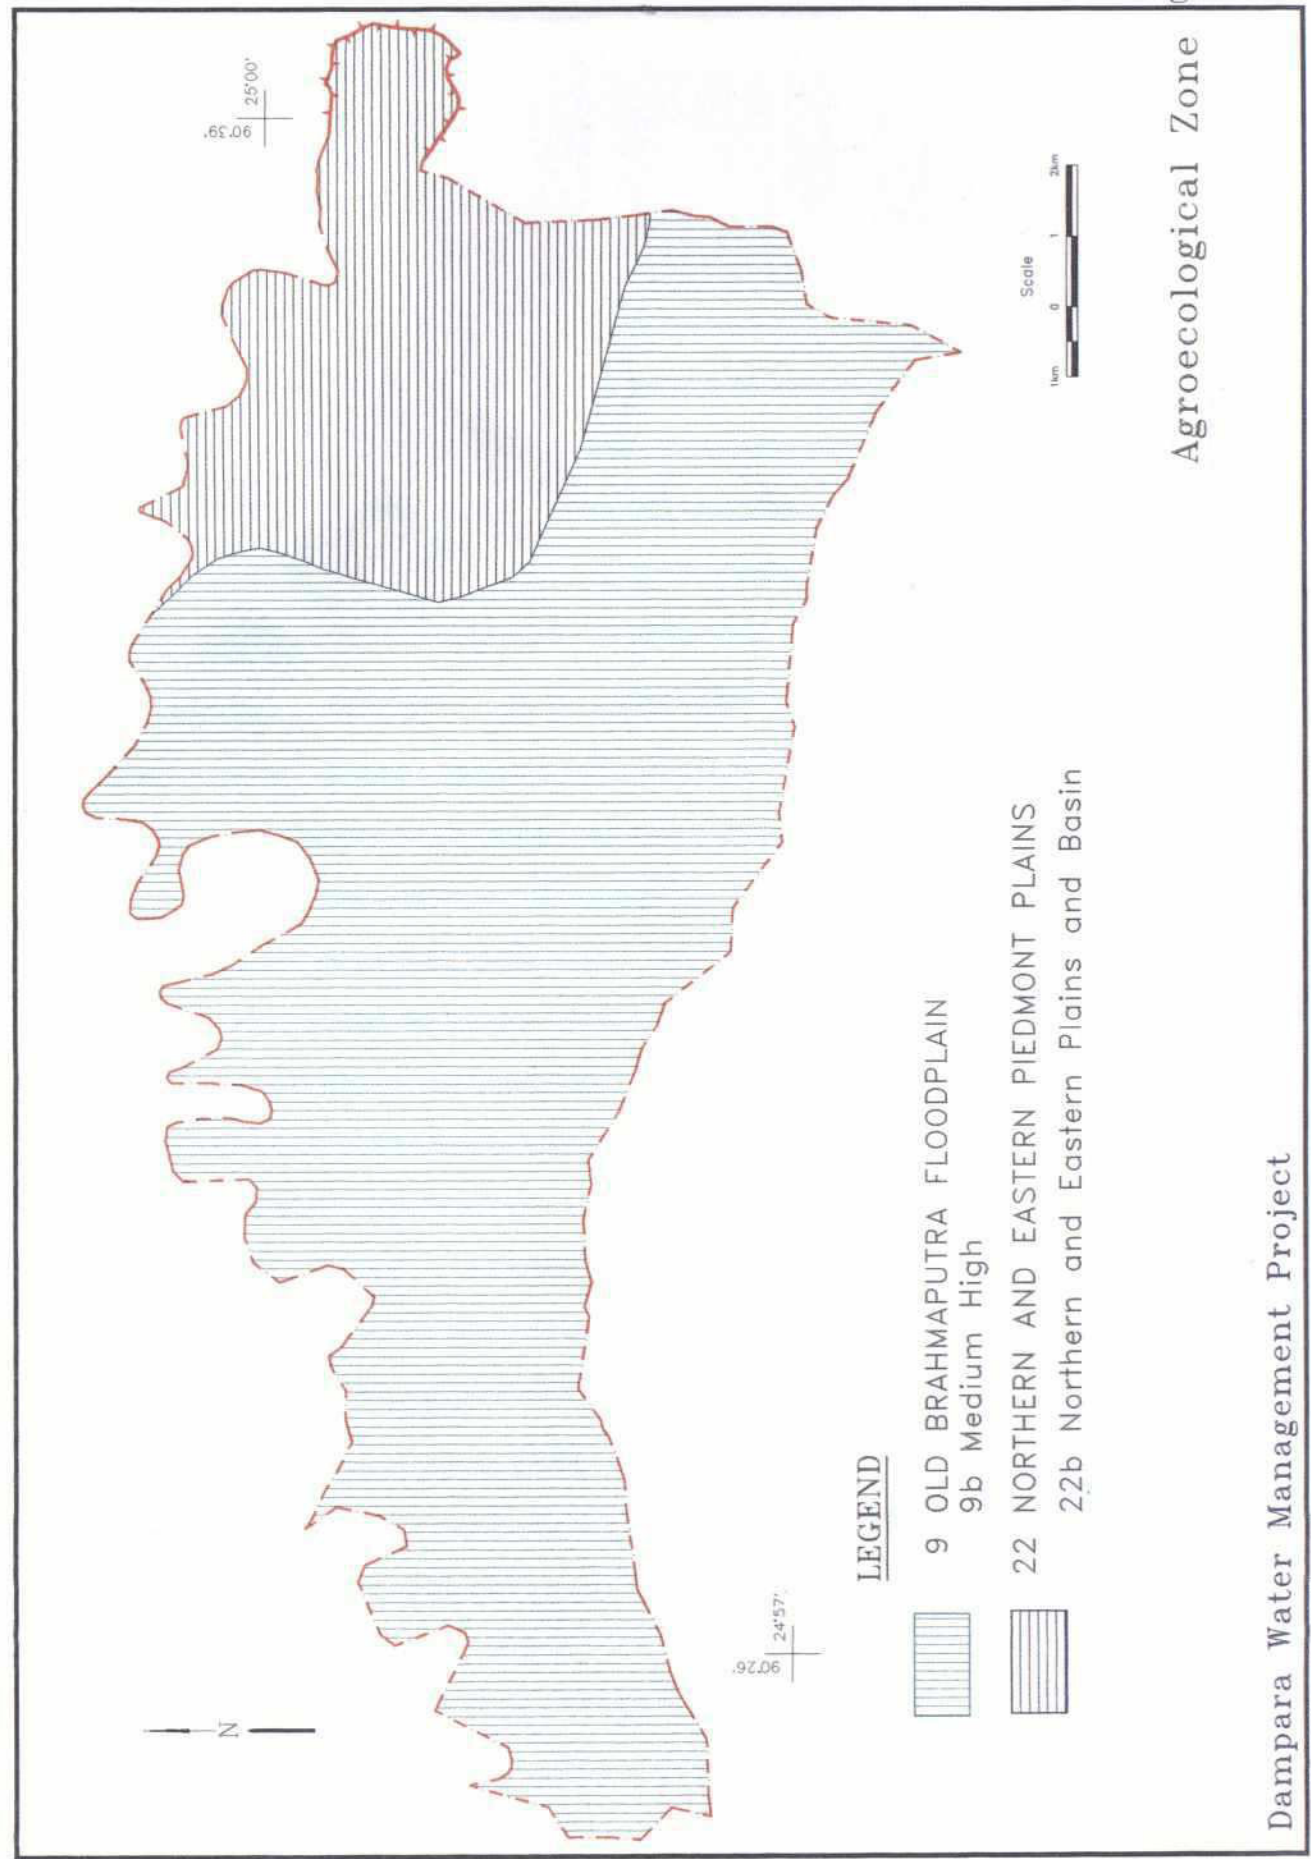 90°39'
25°00'
N
90°26'
24°57'
LEGEND
9 OLD BRAHMAPUTRA FLOODPLAIN
9b Medium High
22 NORTHERN AND EASTERN PIEDMONT PLAINS
22b Northern and Eastern Plains and Basin
Scale
1km 0 1 2km
Agroecological Zone
Dampara Water Management Project